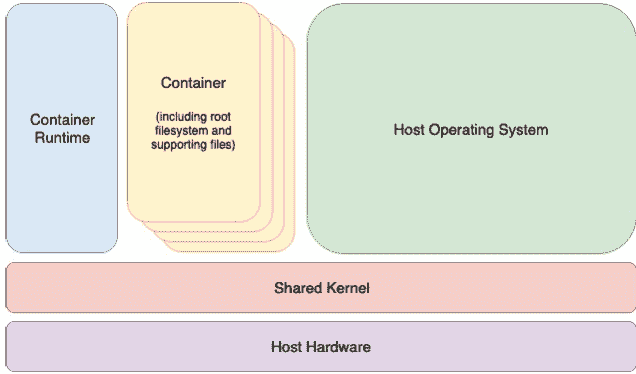 Container
Runtime
Container
(including root
filesystem and
supporting files)
Host Operating System
Shared Kernel
Host Hardware